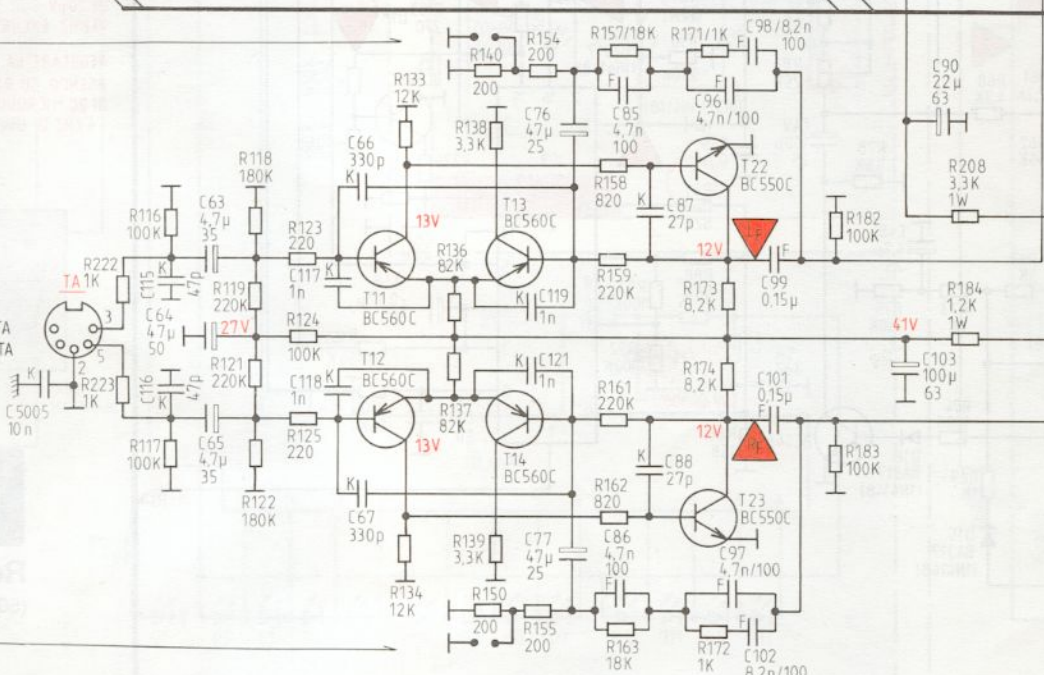 C98/8,2n
100
R157/18K
R171/1K
R154
200
R140
200
C90
22µ
63
R133
12K
C96
4,7n/100
C85
4,7n
100
C76
47µ
25
R138
3,3K
C66
330p
T22
BC550C
R158
820
K
C87
27p
R208
3,3K
1W
R118
180K
C63
4,7µ
35
R116
100K
T13
BC560C
13V
R123
220
R136
82K
12V
R182
100K
R222
1K
TA
C115
K
47p
C117
1n
K
T11
BC560C
K
C119
1n
R159
220K
F
C99
0,15µ
R119
220K
R173
8,2K
R184
1,2K
1W
C64
47µ
50
27V
R124
100K
41V
3
2
5
TA
TA
R121
220K
T12
BC560C
K
C121
1n
R174
8,2K
C103
100µ
63
K
C5005
10n
R223
1K
C116
K
47p
C118
1n
K
R137
82K
R161
220K
C101
0,15µ
F
12V
R117
100K
C65
4,7µ
35
R125
220
13V
T14
BC560C
K
C88
27p
R183
100K
R122
180K
K
C67
330p
R162
820
T23
BC550C
R139
3,3K
C77
47µ
25
C86
4,7n
100
C97
4,7n/100
R134
12K
R150
200
R155
200
F
R163
18K
F
R172
1K
F
C102
8,2n/100